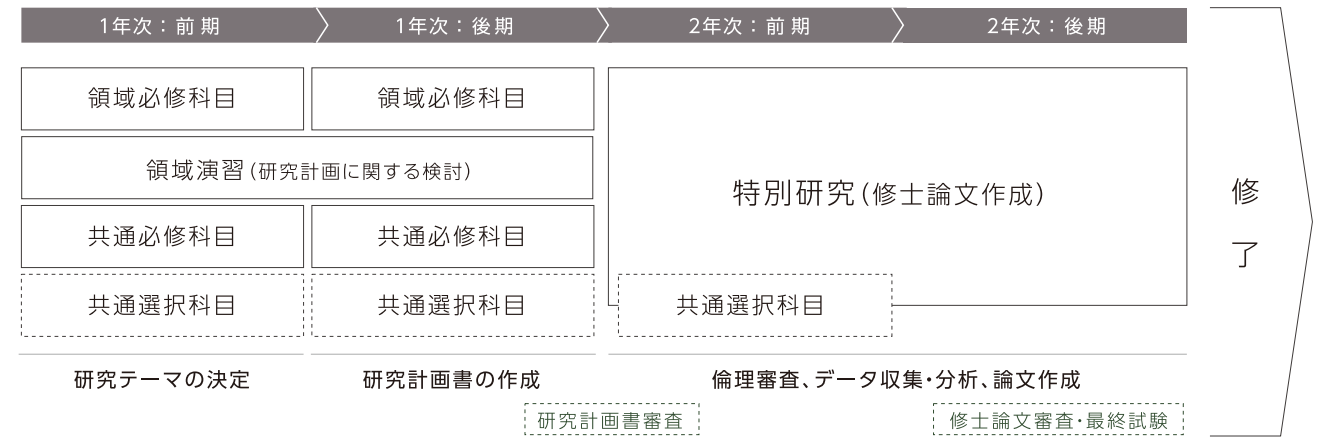 1年次：前期
1年次：後期
2年次：前期
2年次：後期
領域必修科目
領域必修科目
領域演習（研究計画に関する検討）
共通必修科目
共通必修科目
共通選択科目
共通選択科目
特別研究（修士論文作成）
共通選択科目
修了
研究テーマの決定
研究計画書の作成
倫理審査、データ収集・分析、論文作成
研究計画書審査
修士論文審査・最終試験